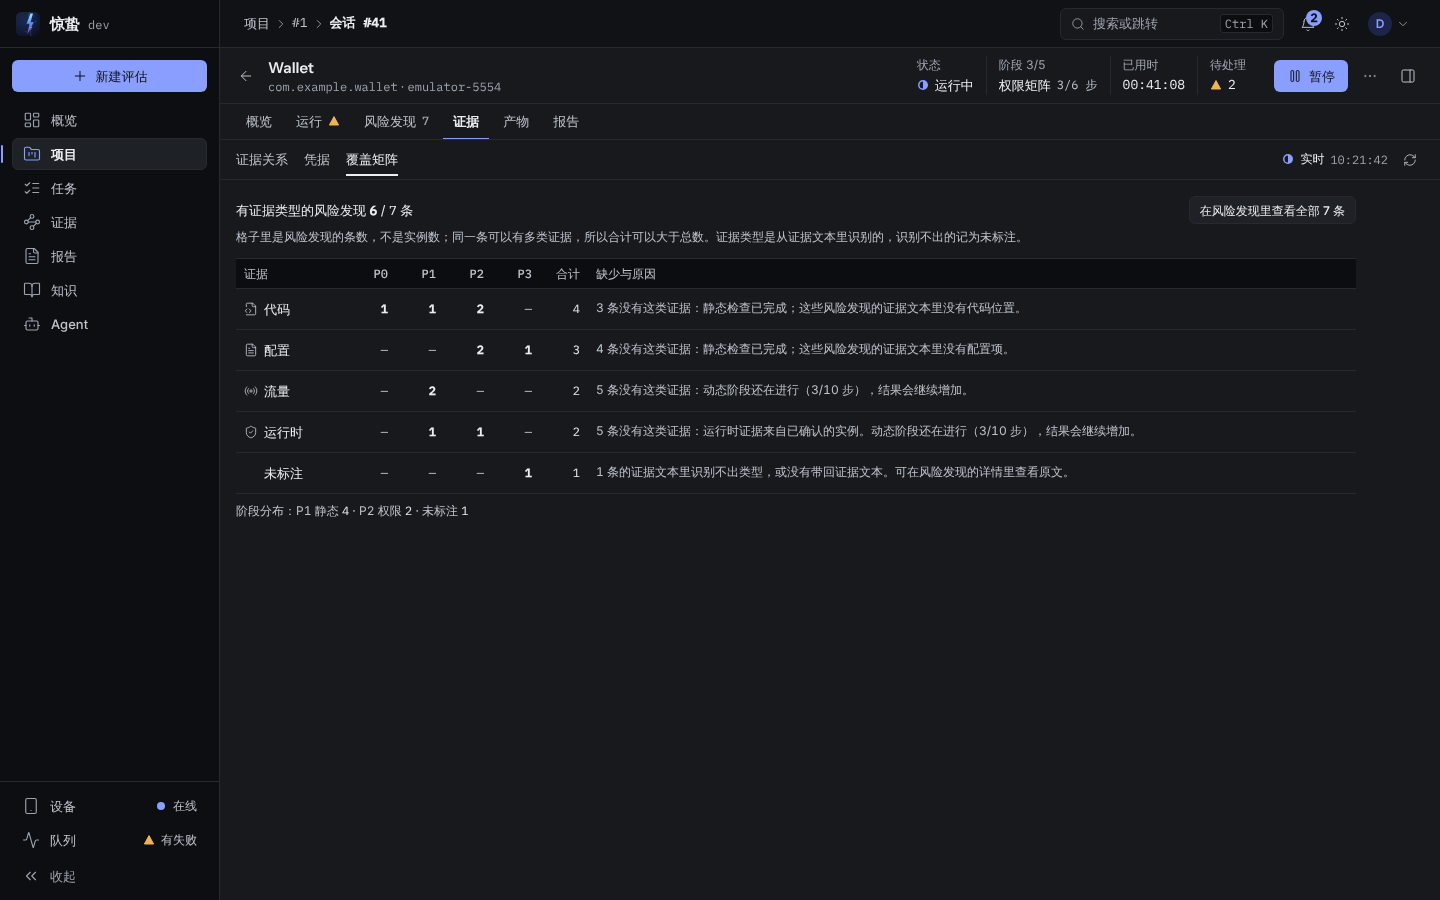 惊蛰 dev
项目 > #1 > 会话 #41
搜索或跳转 Ctrl K
2
D
新建评估
概览
项目
任务
证据
报告
知识
Agent
设备 在线
队列 有失败
收起
Wallet
com.example.wallet · emulator-5554
状态
运行中
阶段 3/5
权限矩阵 3/6 步
已用时
00:41:08
待处理
2
暂停
概览 运行 风险发现 7 证据 产物 报告
证据关系 凭据 覆盖矩阵
实时 10:21:42
有证据类型的风险发现 6 / 7 条
在风险发现里查看全部 7 条
格子里是风险发现的条数，不是实例数；同一条可以有多类证据，所以合计可以大于总数。证据类型是从证据文本里识别的，识别不出的记为未标注。
证据 P0 P1 P2 P3 合计 缺少与原因
代码 1 1 2 — 4 3 条没有这类证据：静态检查已完成；这些风险发现的证据文本里没有代码位置。
配置 — — 2 1 3 4 条没有这类证据：静态检查已完成；这些风险发现的证据文本里没有配置项。
流量 — 2 — — 2 5 条没有这类证据：动态阶段还在进行（3/10 步），结果会继续增加。
运行时 — 1 1 — 2 5 条没有这类证据：运行时证据来自已确认的实例。动态阶段还在进行（3/10 步），结果会继续增加。
未标注 — — — 1 1 1 条的证据文本里识别不出类型，或没有带回证据文本。可在风险发现的详情里查看原文。
阶段分布：P1 静态 4 · P2 权限 2 · 未标注 1